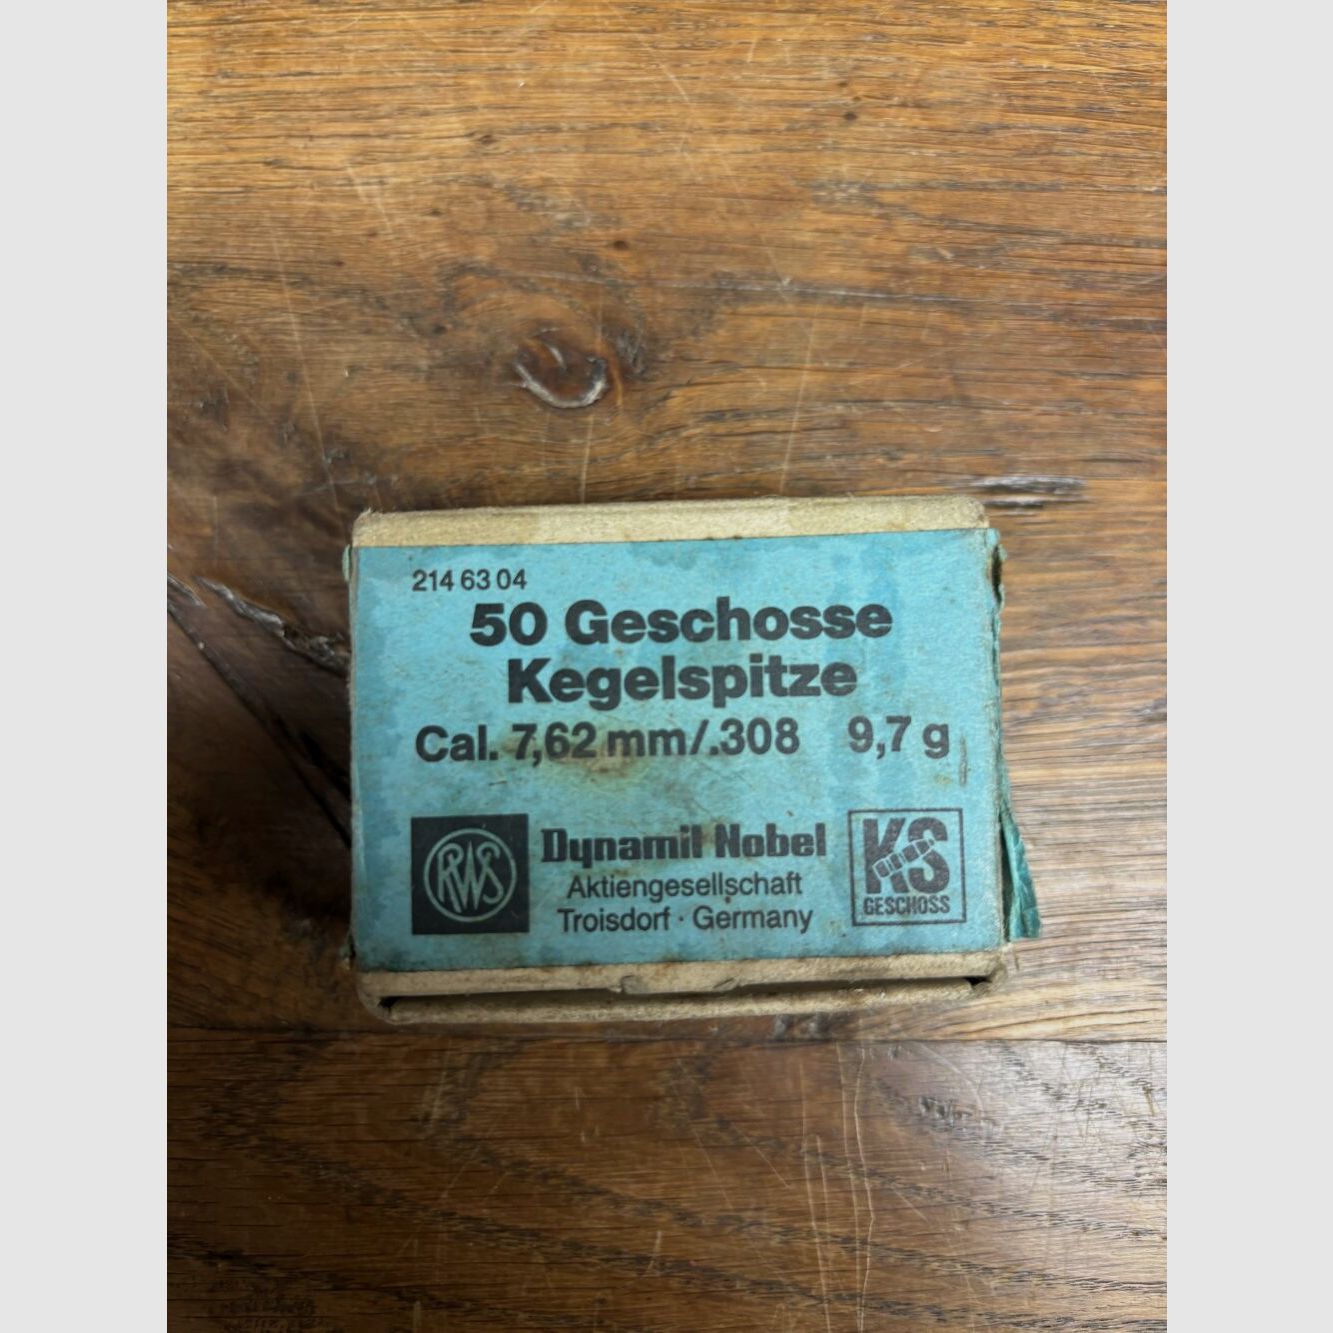 214 63 04
50 Geschosse
Kegelspitze
Cal. 7,62 mm/.308 9,7 g
RWS
Dynamit Nobel
Aktiengesellschaft
Troisdorf · Germany
KS
GESCHOSS